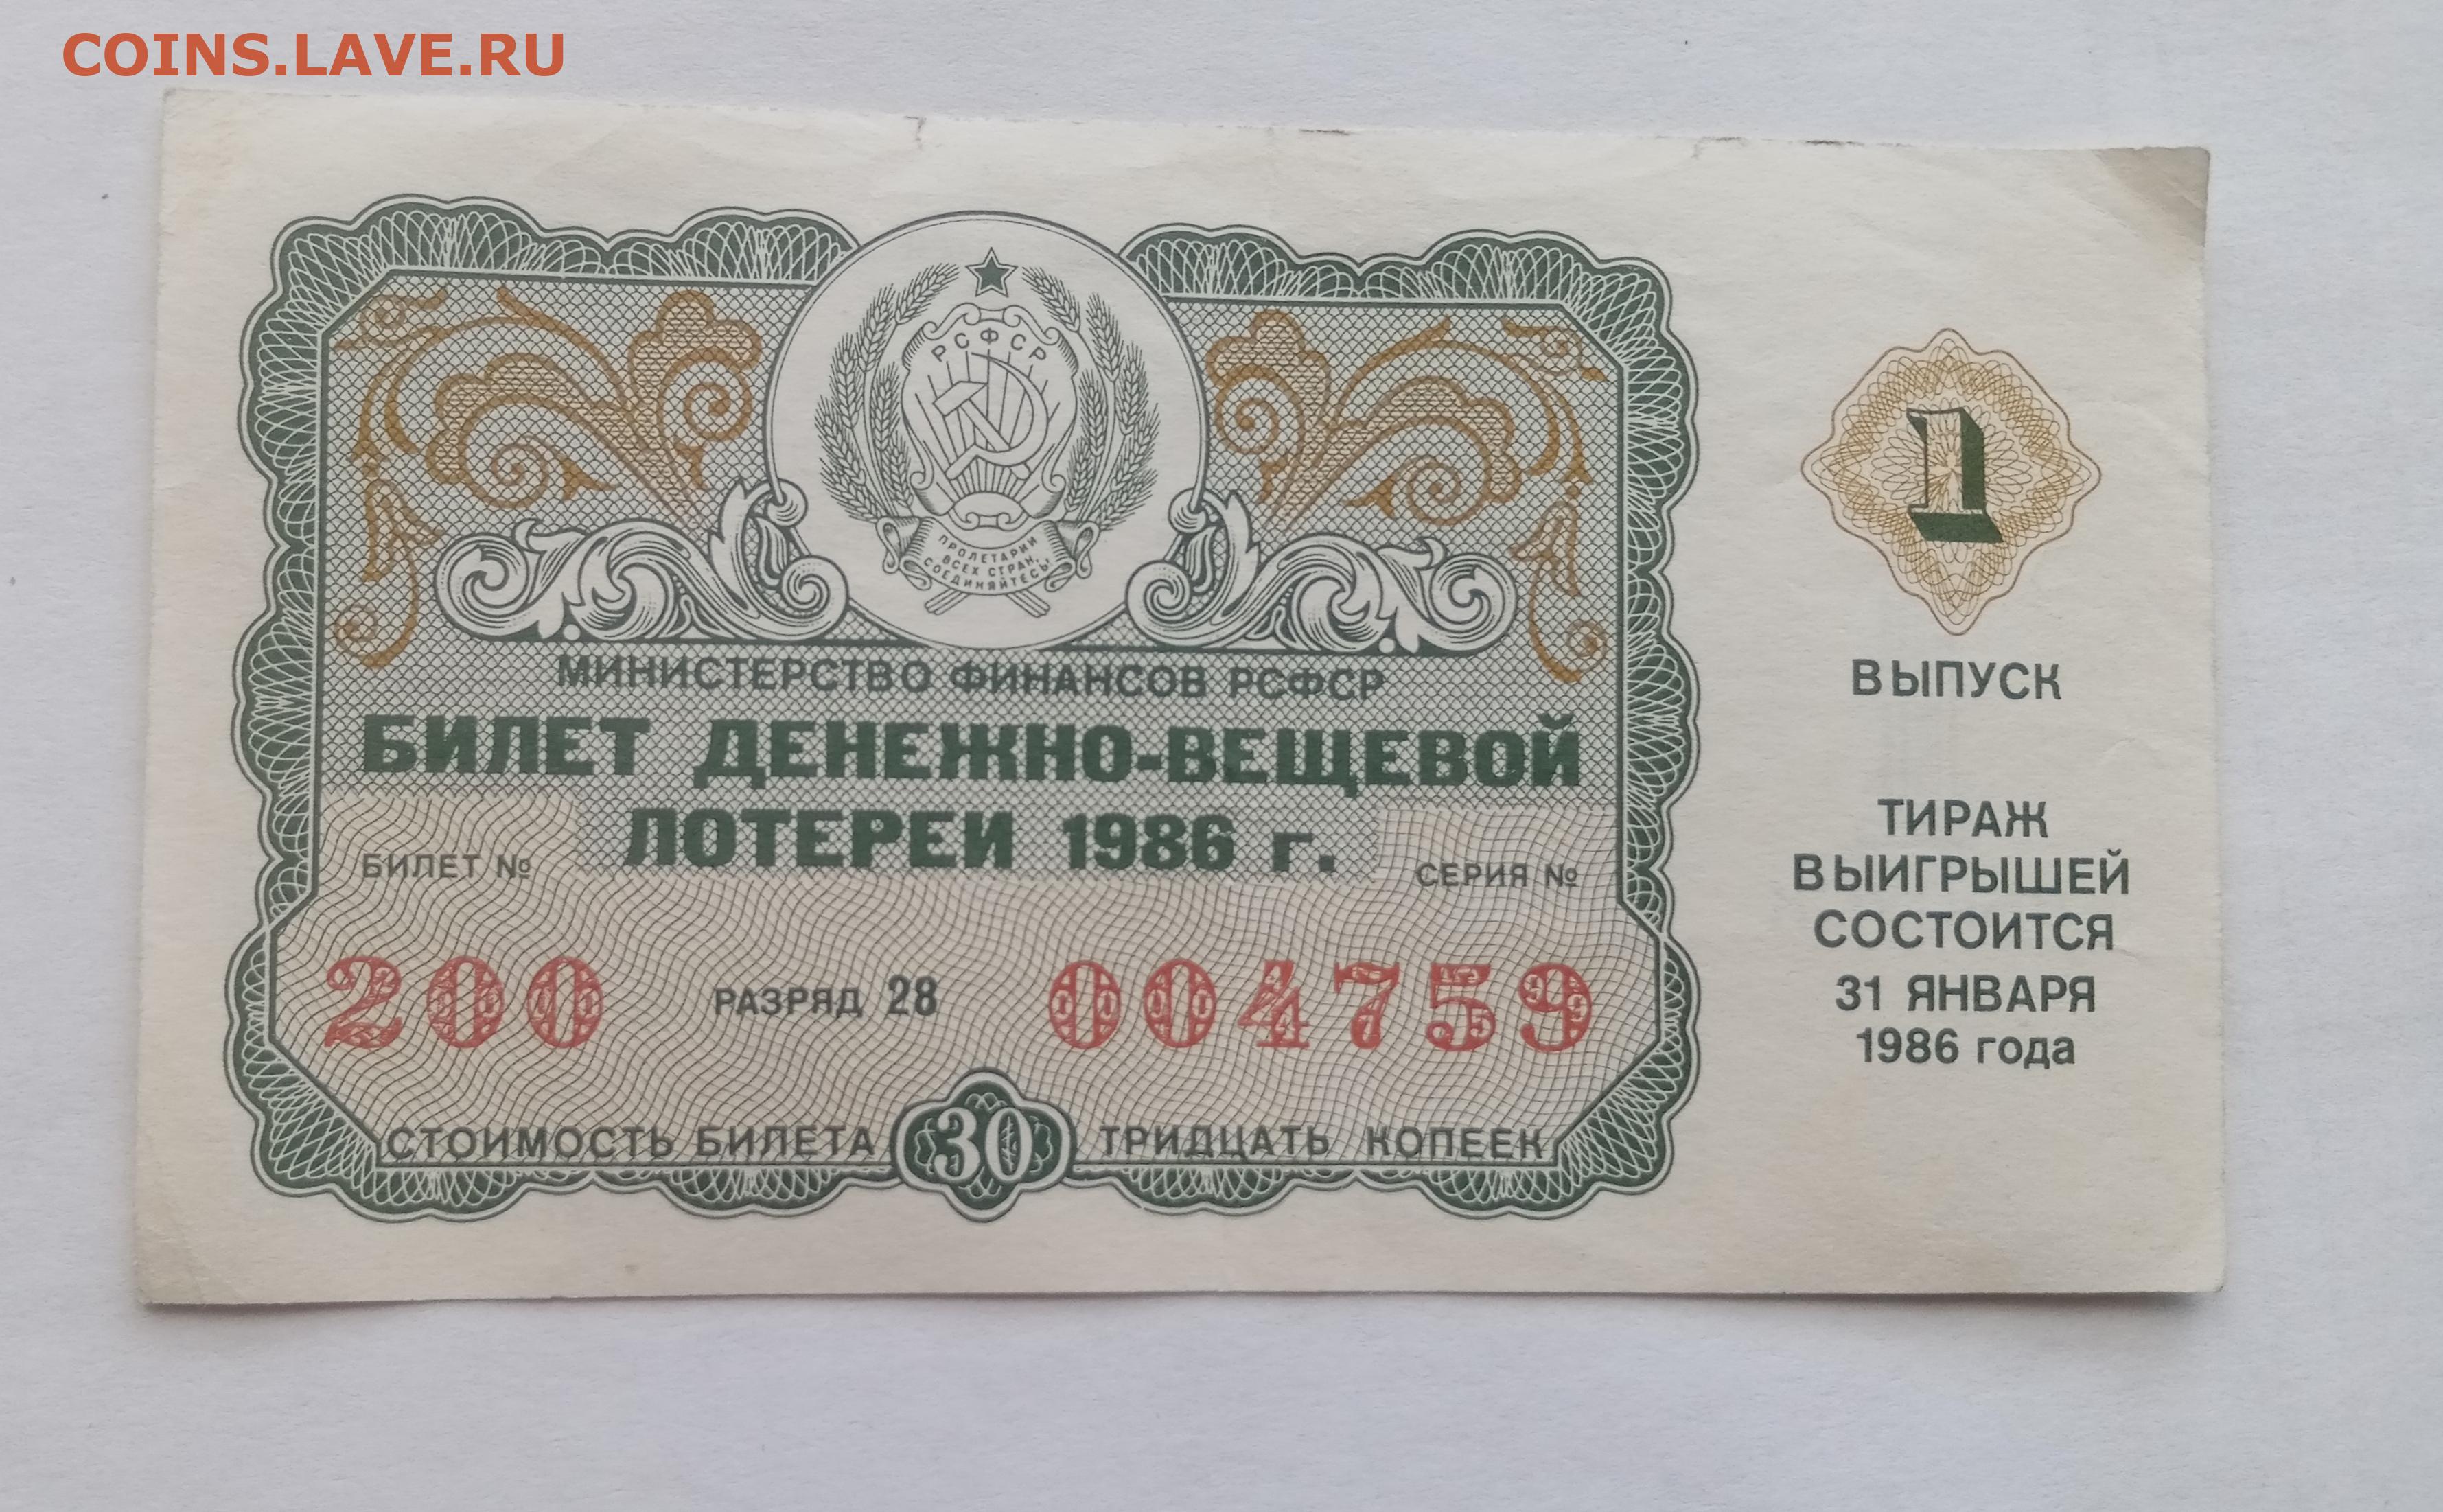 COINS.LAVE.RU
РСФСР
ПРОЛЕТАРИИ
ВСЕХ СТРАН,
СОЕДИНЯЙТЕСЬ!
МИНИСТЕРСТВО ФИНАНСОВ РСФСР
БИЛЕТ ДЕНЕЖНО-ВЕЩЕВОЙ
ЛОТЕРЕИ 1986 г.
БИЛЕТ №
СЕРИЯ №
200 РАЗРЯД 28 004759
СТОИМОСТЬ БИЛЕТА 30 ТРИДЦАТЬ КОПЕЕК
1
ВЫПУСК
ТИРАЖ
ВЫИГРЫШЕЙ
СОСТОИТСЯ
31 ЯНВАРЯ
1986 года